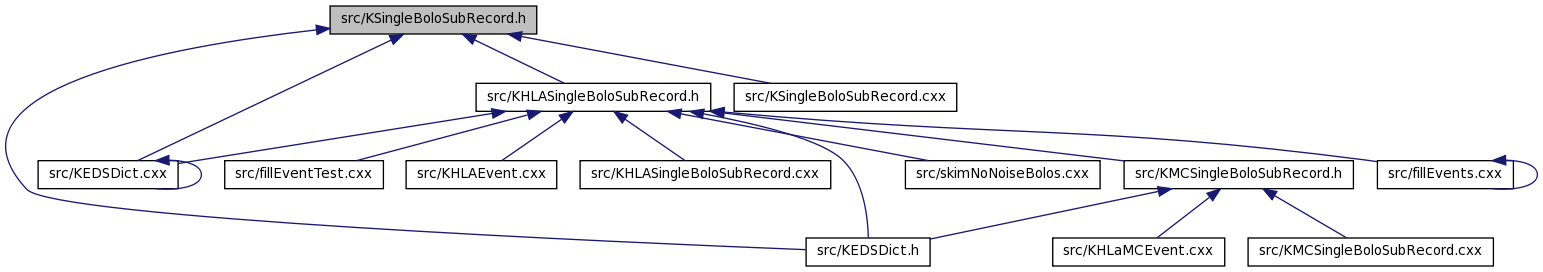 src/KSingleBoloSubRecord.h
src/KHLASingleBoloSubRecord.h
src/KSingleBoloSubRecord.cxx
src/KEDSDict.cxx
src/fillEventTest.cxx
src/KHLAEvent.cxx
src/KHLASingleBoloSubRecord.cxx
src/skimNoNoiseBolos.cxx
src/KMCSingleBoloSubRecord.h
src/fillEvents.cxx
src/KEDSDict.h
src/KHLaMCEvent.cxx
src/KMCSingleBoloSubRecord.cxx